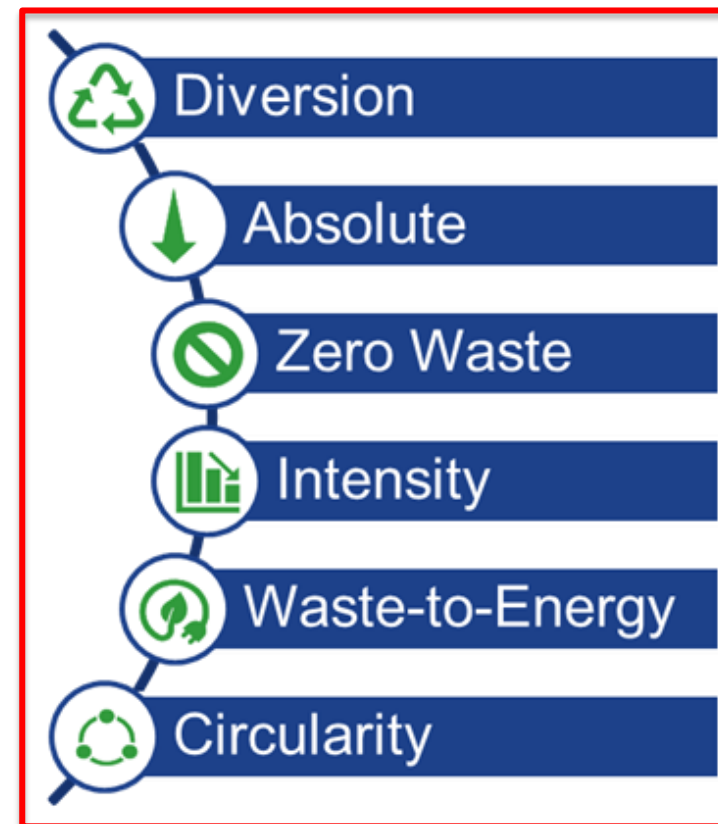 Diversion
Absolute
Zero Waste
Intensity
Waste-to-Energy
Circularity